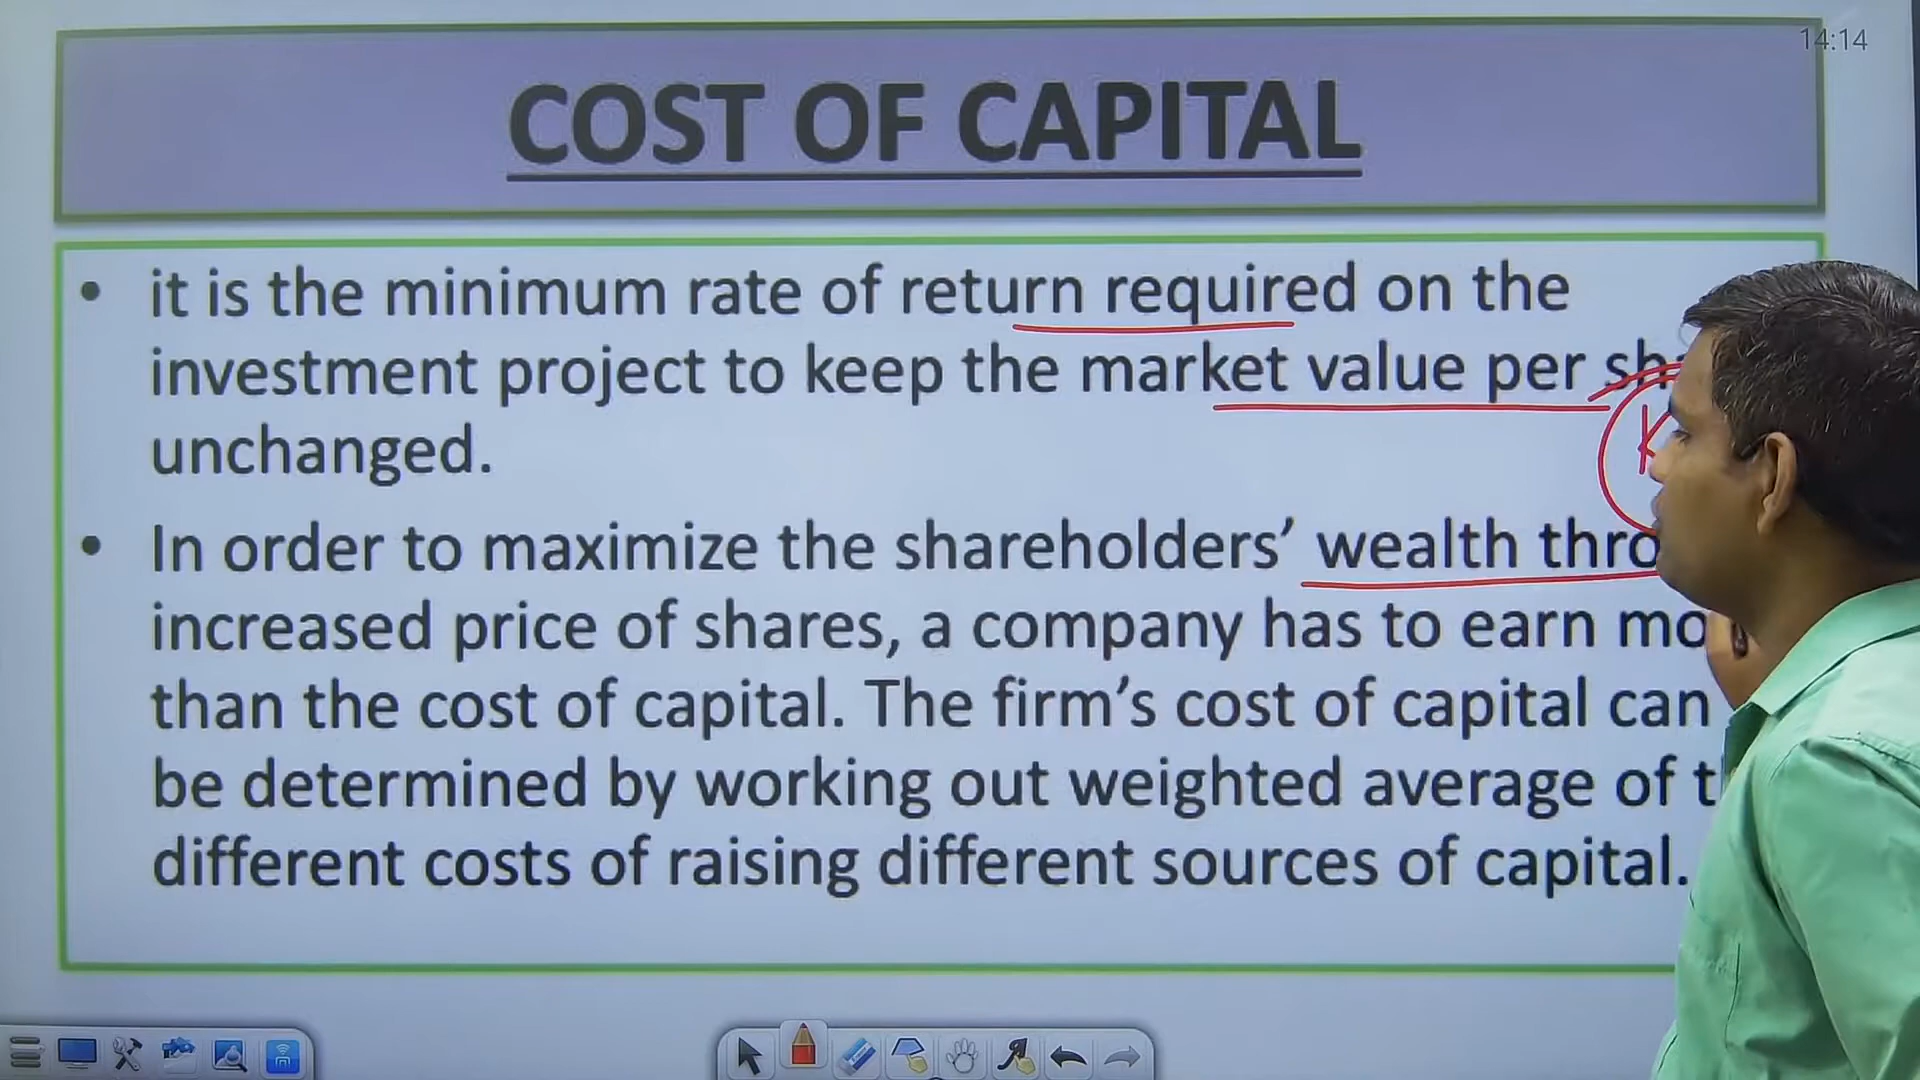 14:14
COST OF CAPITAL
• it is the minimum rate of return required on the
investment project to keep the market value per
unchanged.
K
• In order to maximize the shareholders’ wealth
increased price of shares, a company has to earn
than the cost of capital. The firm’s cost of capital can
be determined by working out weighted average of
different costs of raising different sources of capital.